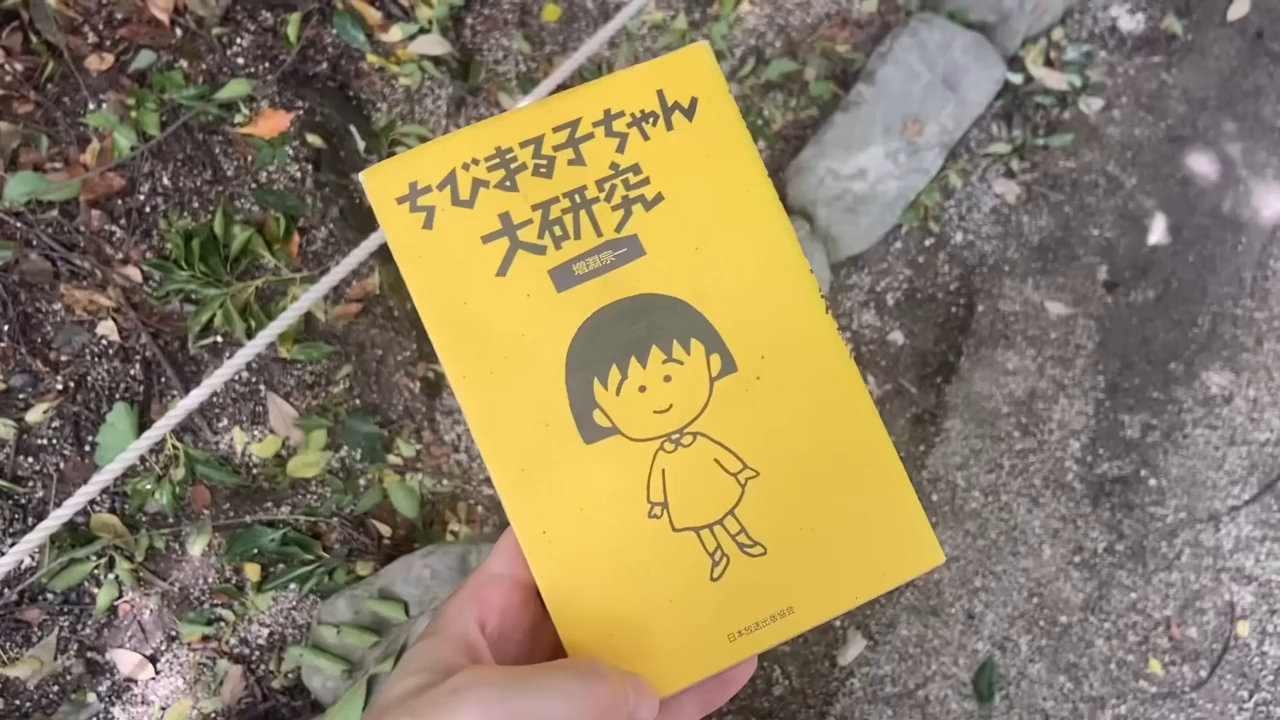 ちびまる子ちゃん
大研究
増淵宗一
日本放送出版協会